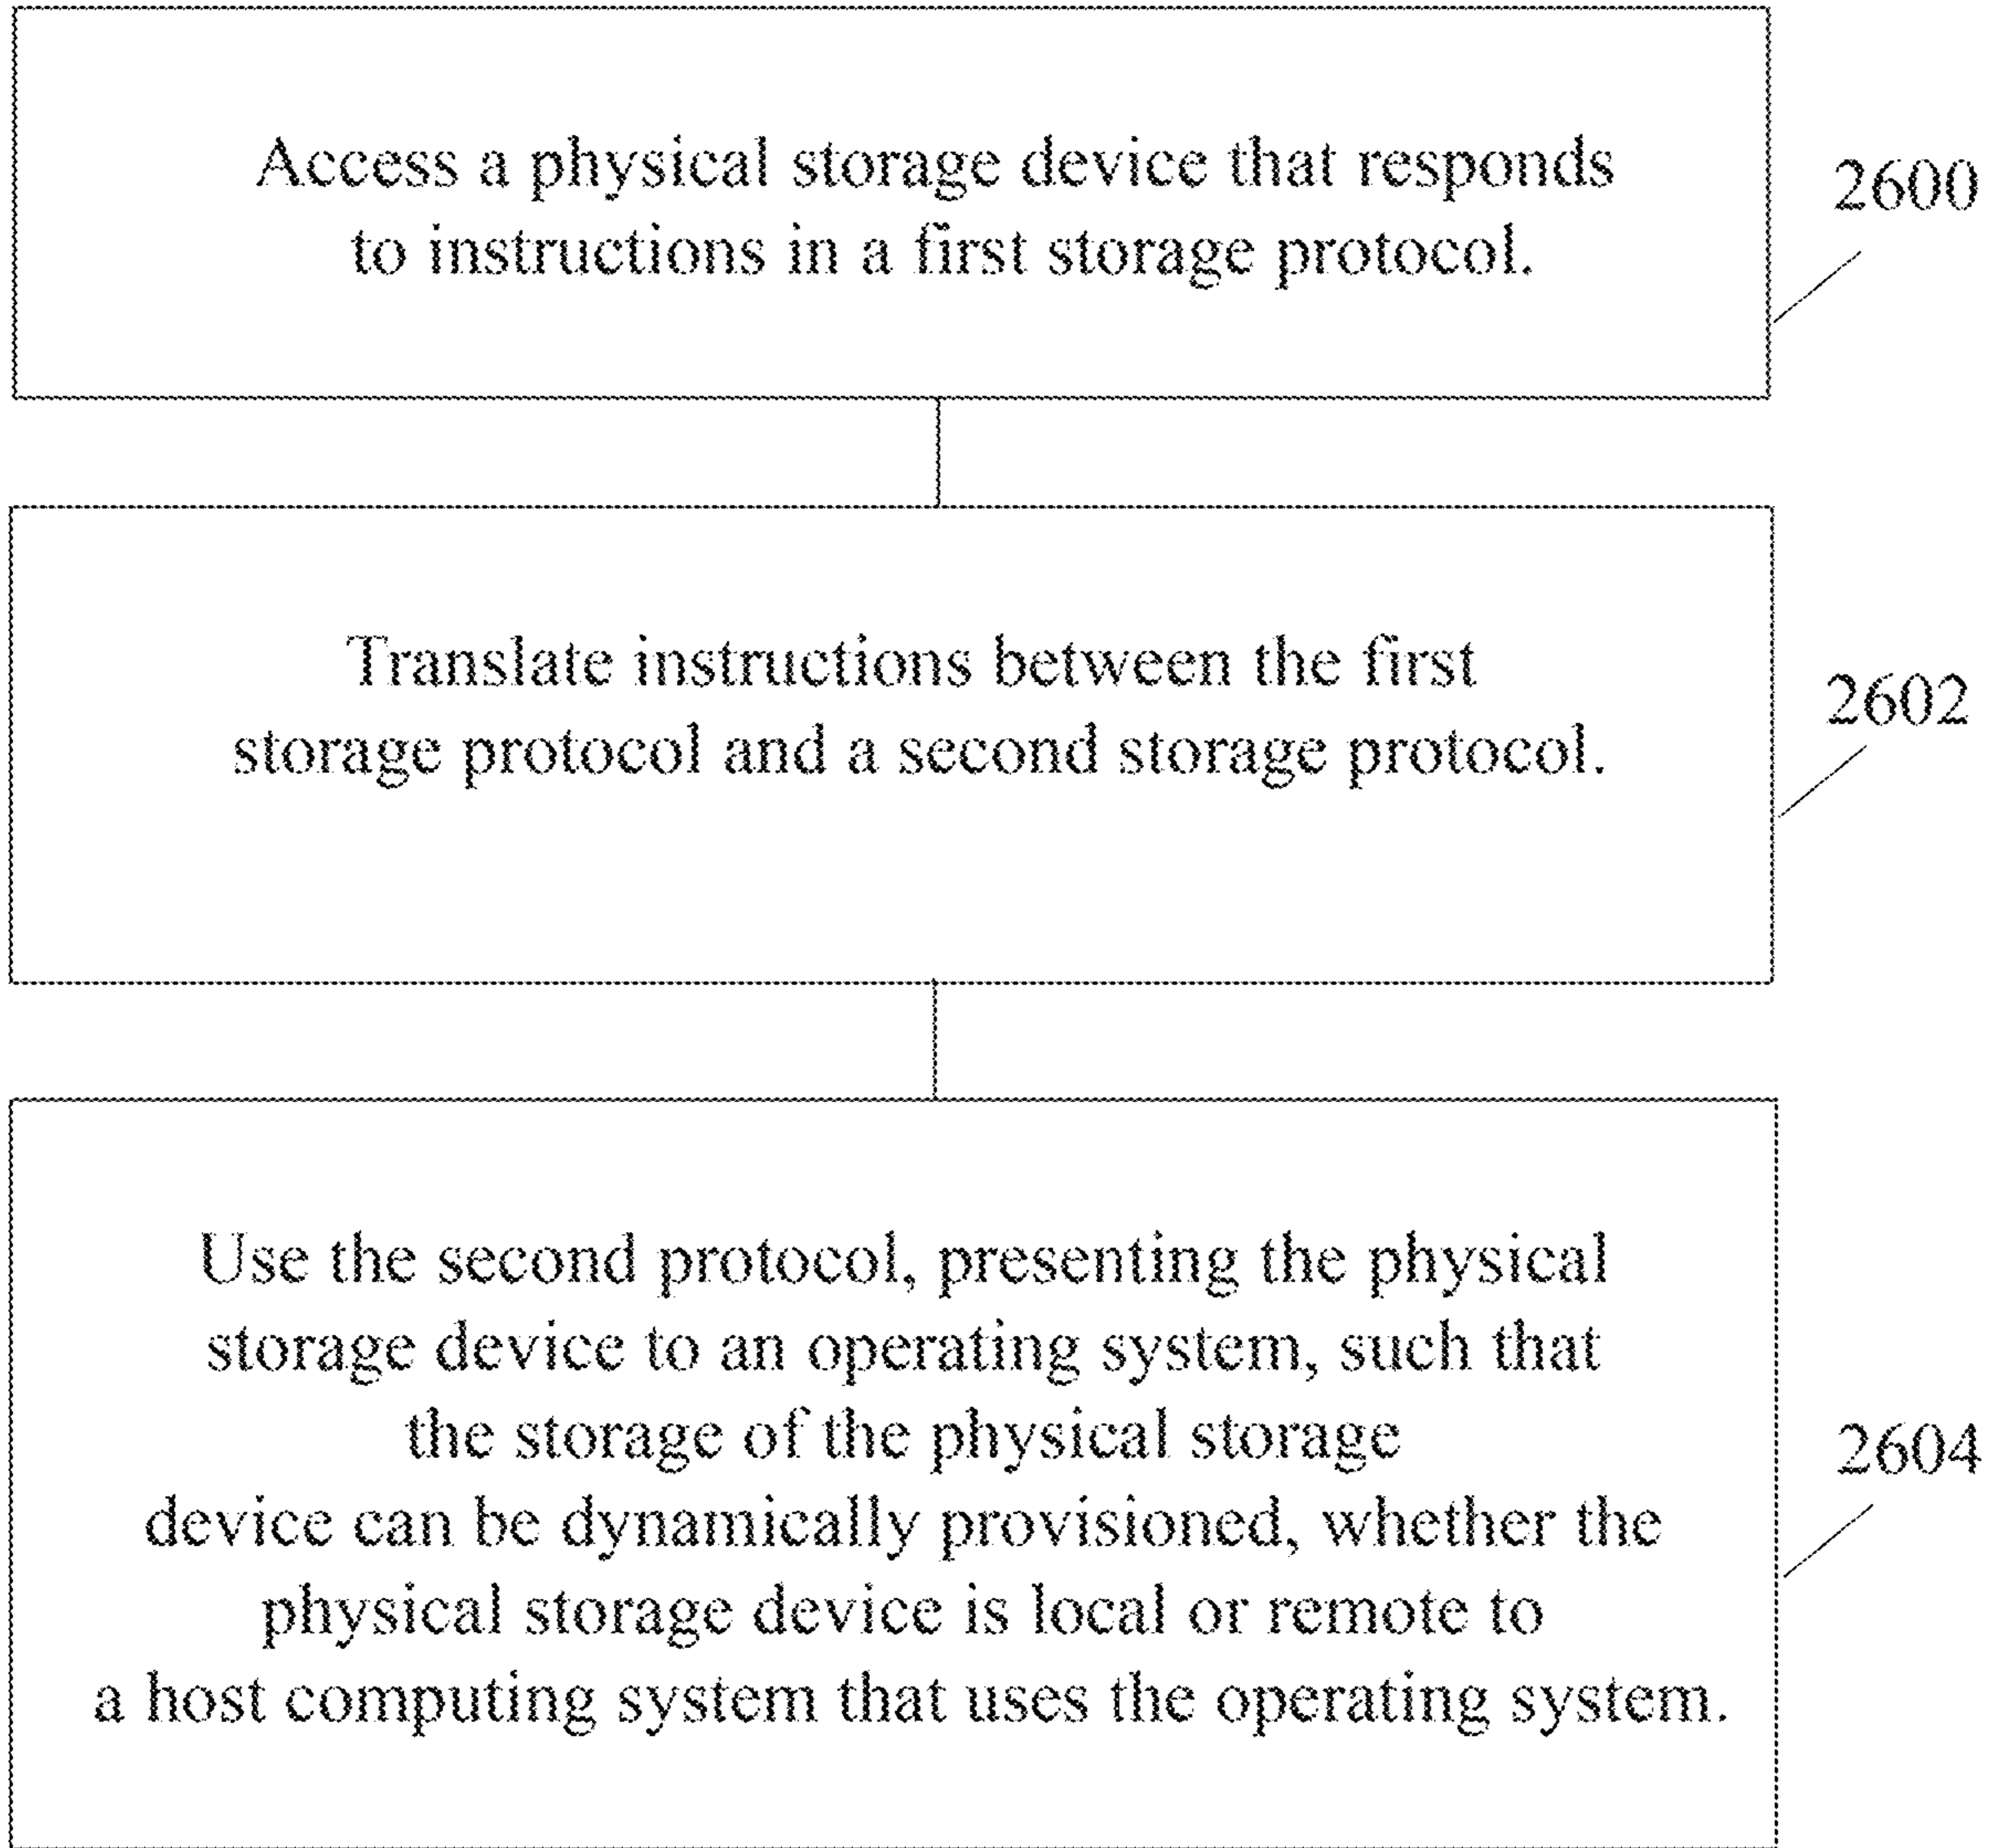 Access a physical storage device that responds
to instructions in a first storage protocol.
2600
Translate instructions between the first
storage protocol and a second storage protocol.
2602
Use the second protocol, presenting the physical
storage device to an operating system, such that
the storage of the physical storage
device can be dynamically provisioned, whether the
physical storage device is local or remote to
a host computing system that uses the operating system.
2604